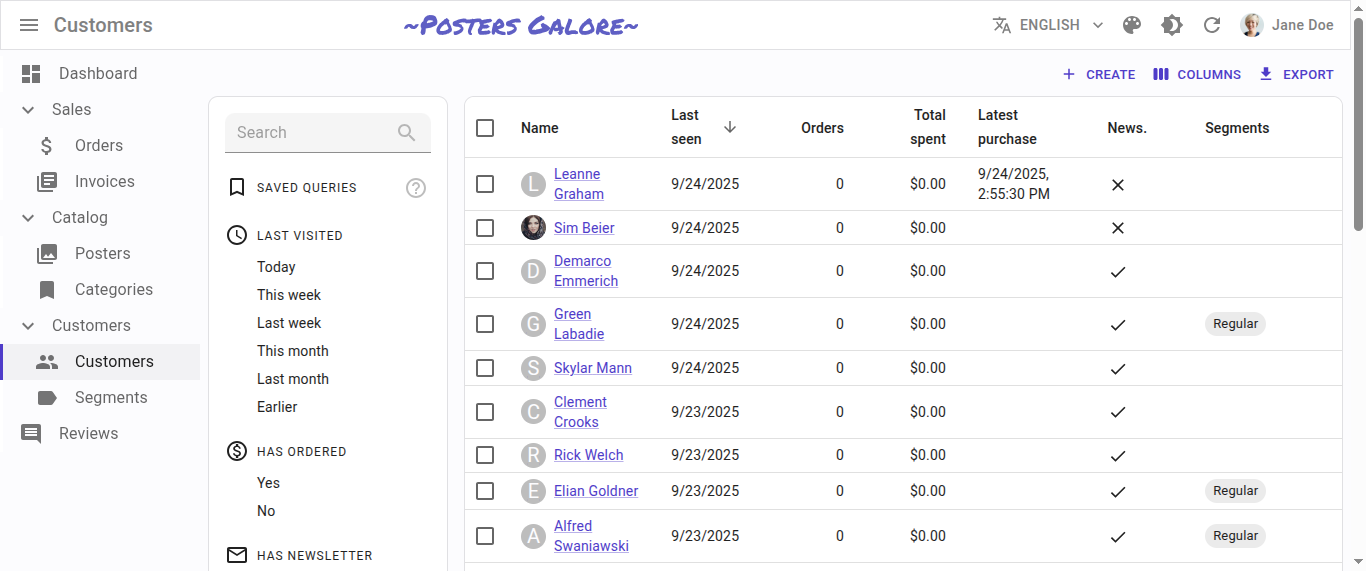 Customers
~Posters Galore~
ENGLISH
Jane Doe
Dashboard
Sales
Orders
Invoices
Catalog
Posters
Categories
Customers
Customers
Segments
Reviews
CREATE
COLUMNS
EXPORT
Search
SAVED QUERIES
LAST VISITED
Today
This week
Last week
This month
Last month
Earlier
HAS ORDERED
Yes
No
HAS NEWSLETTER
Name Last seen Orders Total spent Latest purchase News. Segments
L Leanne Graham 9/24/2025 0 $0.00 9/24/2025, 2:55:30 PM
Sim Beier 9/24/2025 0 $0.00
D Demarco Emmerich 9/24/2025 0 $0.00
G Green Labadie 9/24/2025 0 $0.00 Regular
S Skylar Mann 9/24/2025 0 $0.00
C Clement Crooks 9/23/2025 0 $0.00
R Rick Welch 9/23/2025 0 $0.00
E Elian Goldner 9/23/2025 0 $0.00 Regular
A Alfred Swaniawski 9/23/2025 0 $0.00 Regular